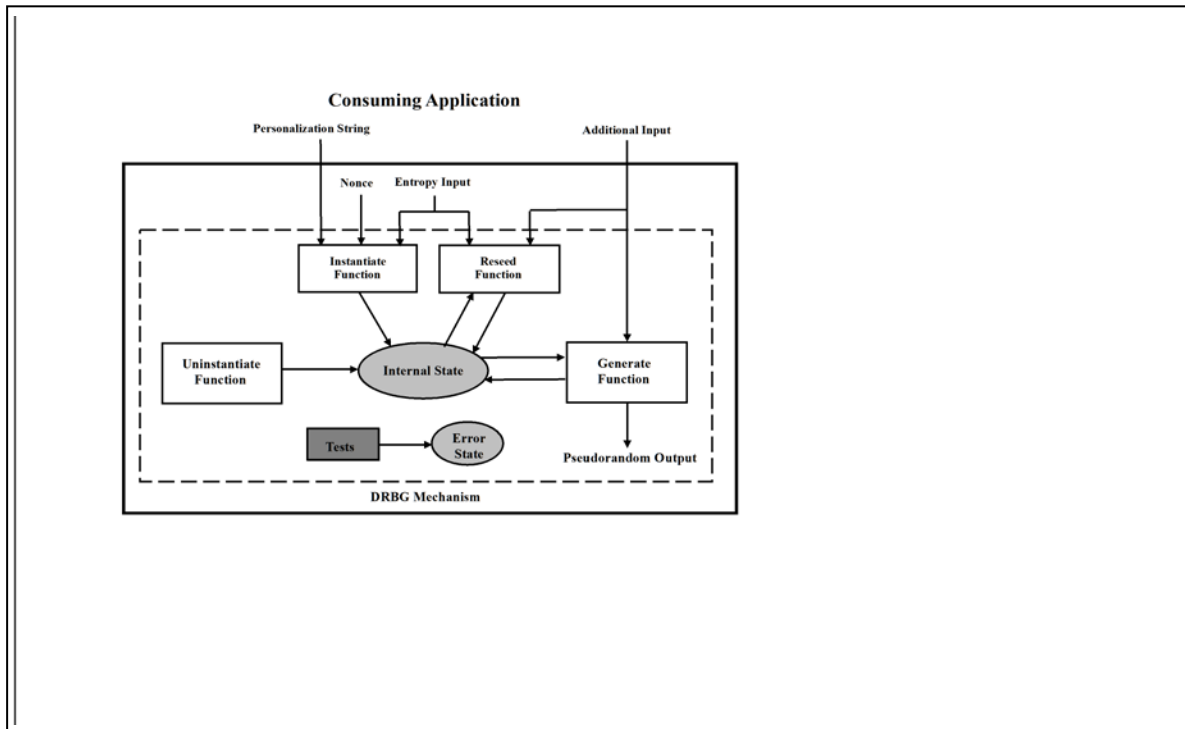 Consuming Application
Personalization String
Additional Input
Nonce
Entropy Input
Instantiate
Function
Reseed
Function
Uninstantiate
Function
Internal State
Generate
Function
Tests
Error
State
Pseudorandom Output
DRBG Mechanism